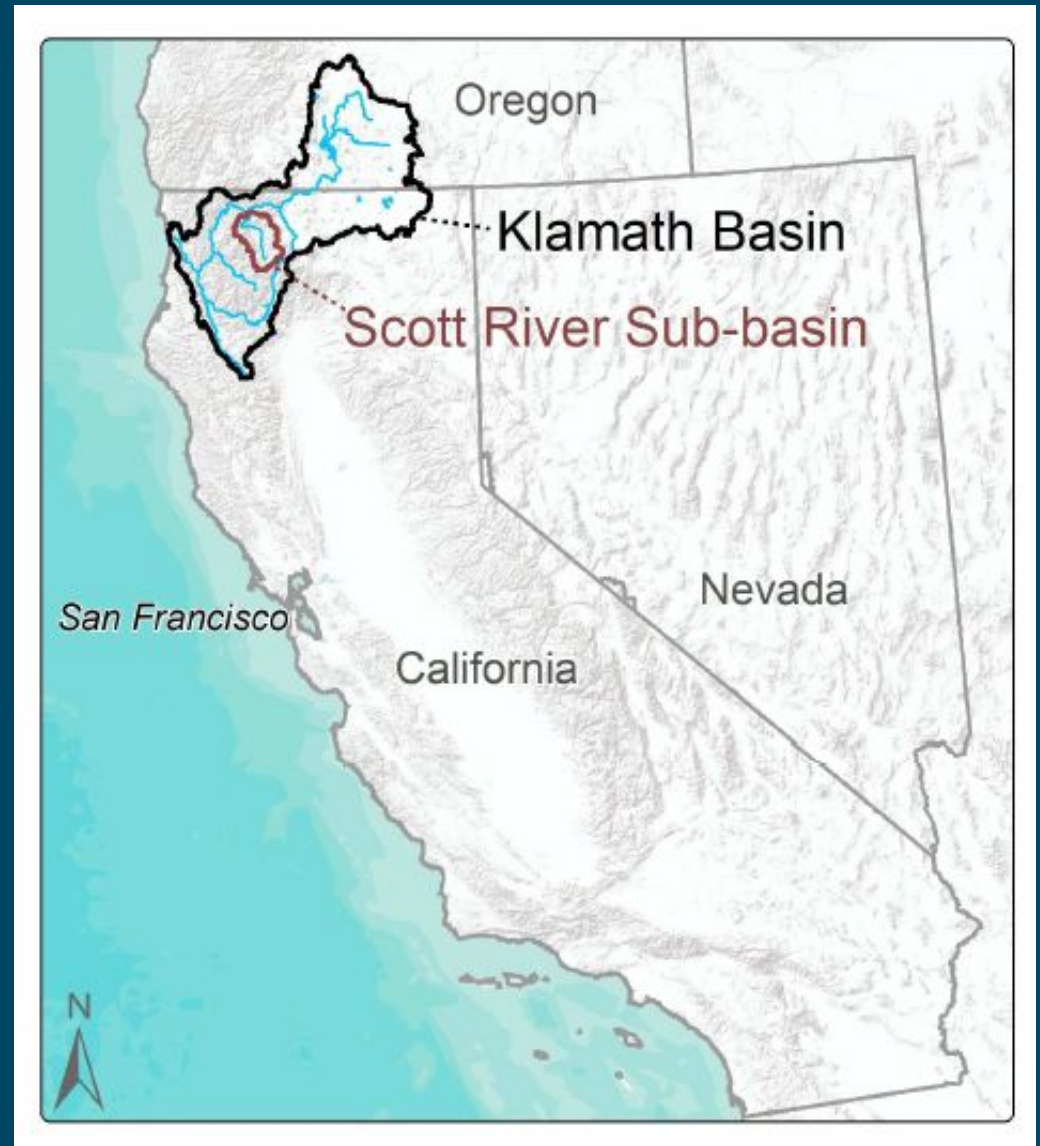 Oregon
Klamath Basin
Scott River Sub-basin
Nevada
San Francisco
California
N